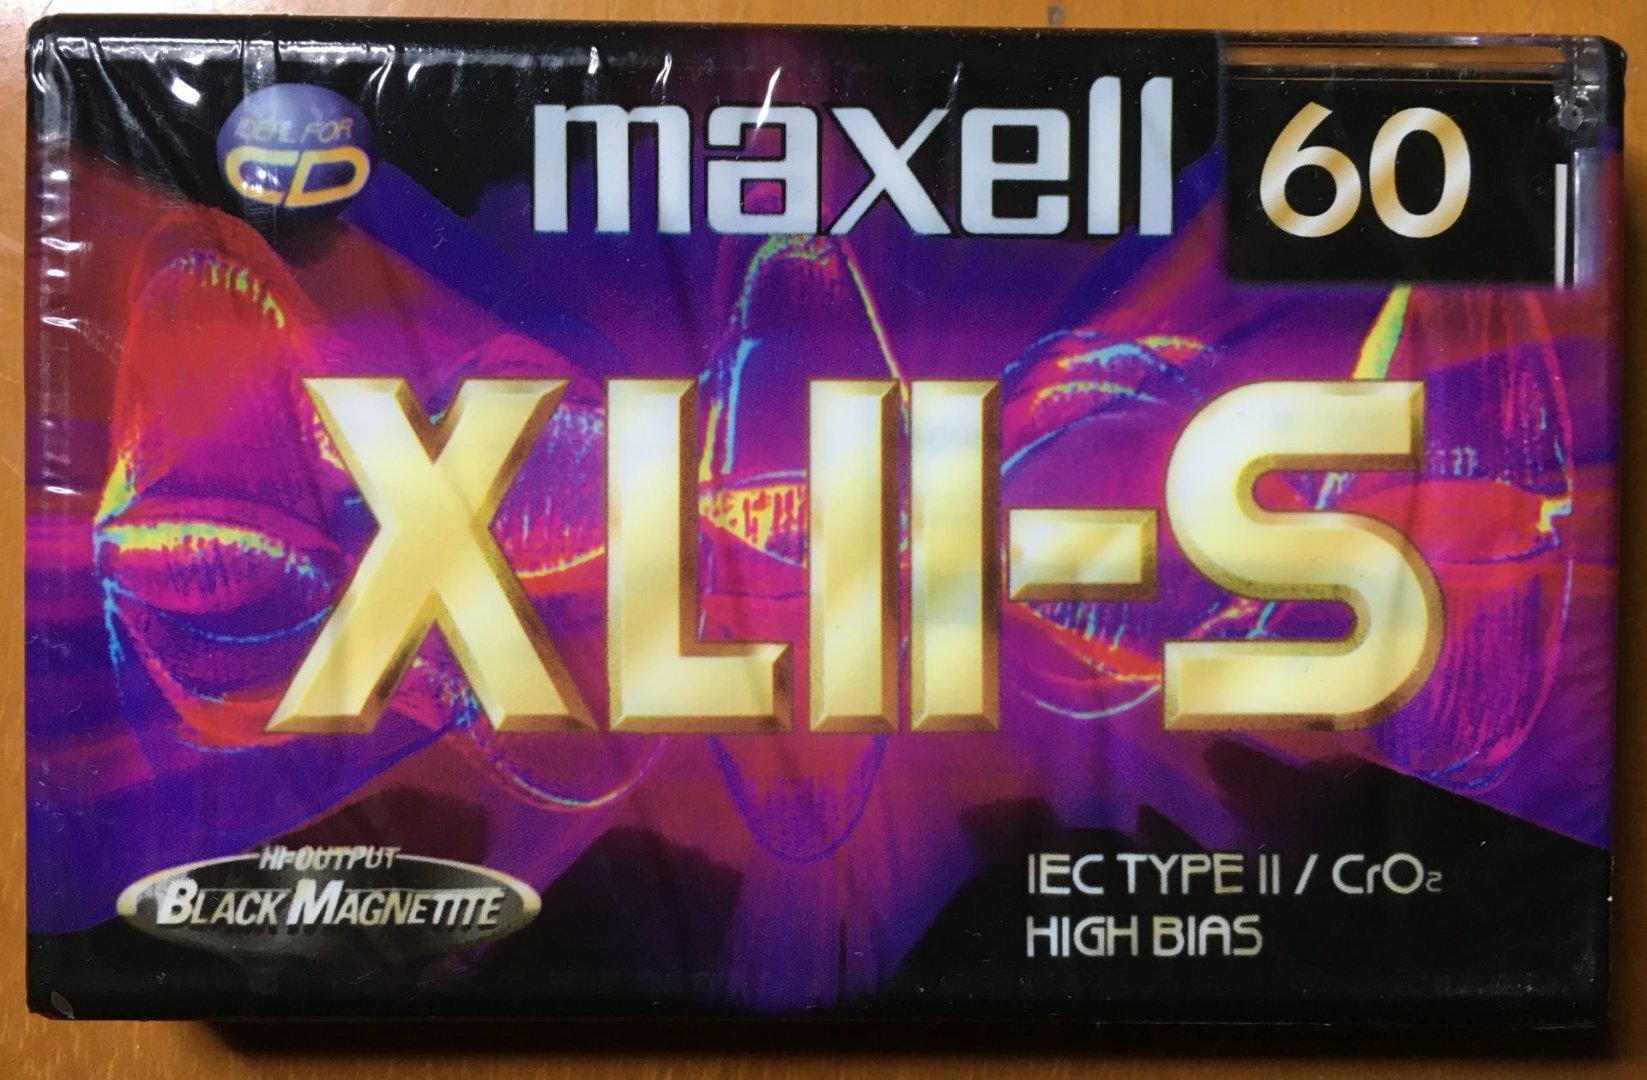 IDEAL FOR
CD
maxell
60
XLII-S
HI-OUTPUT
BLACK MAGNETITE
IEC TYPE II / CrO₂
HIGH BIAS